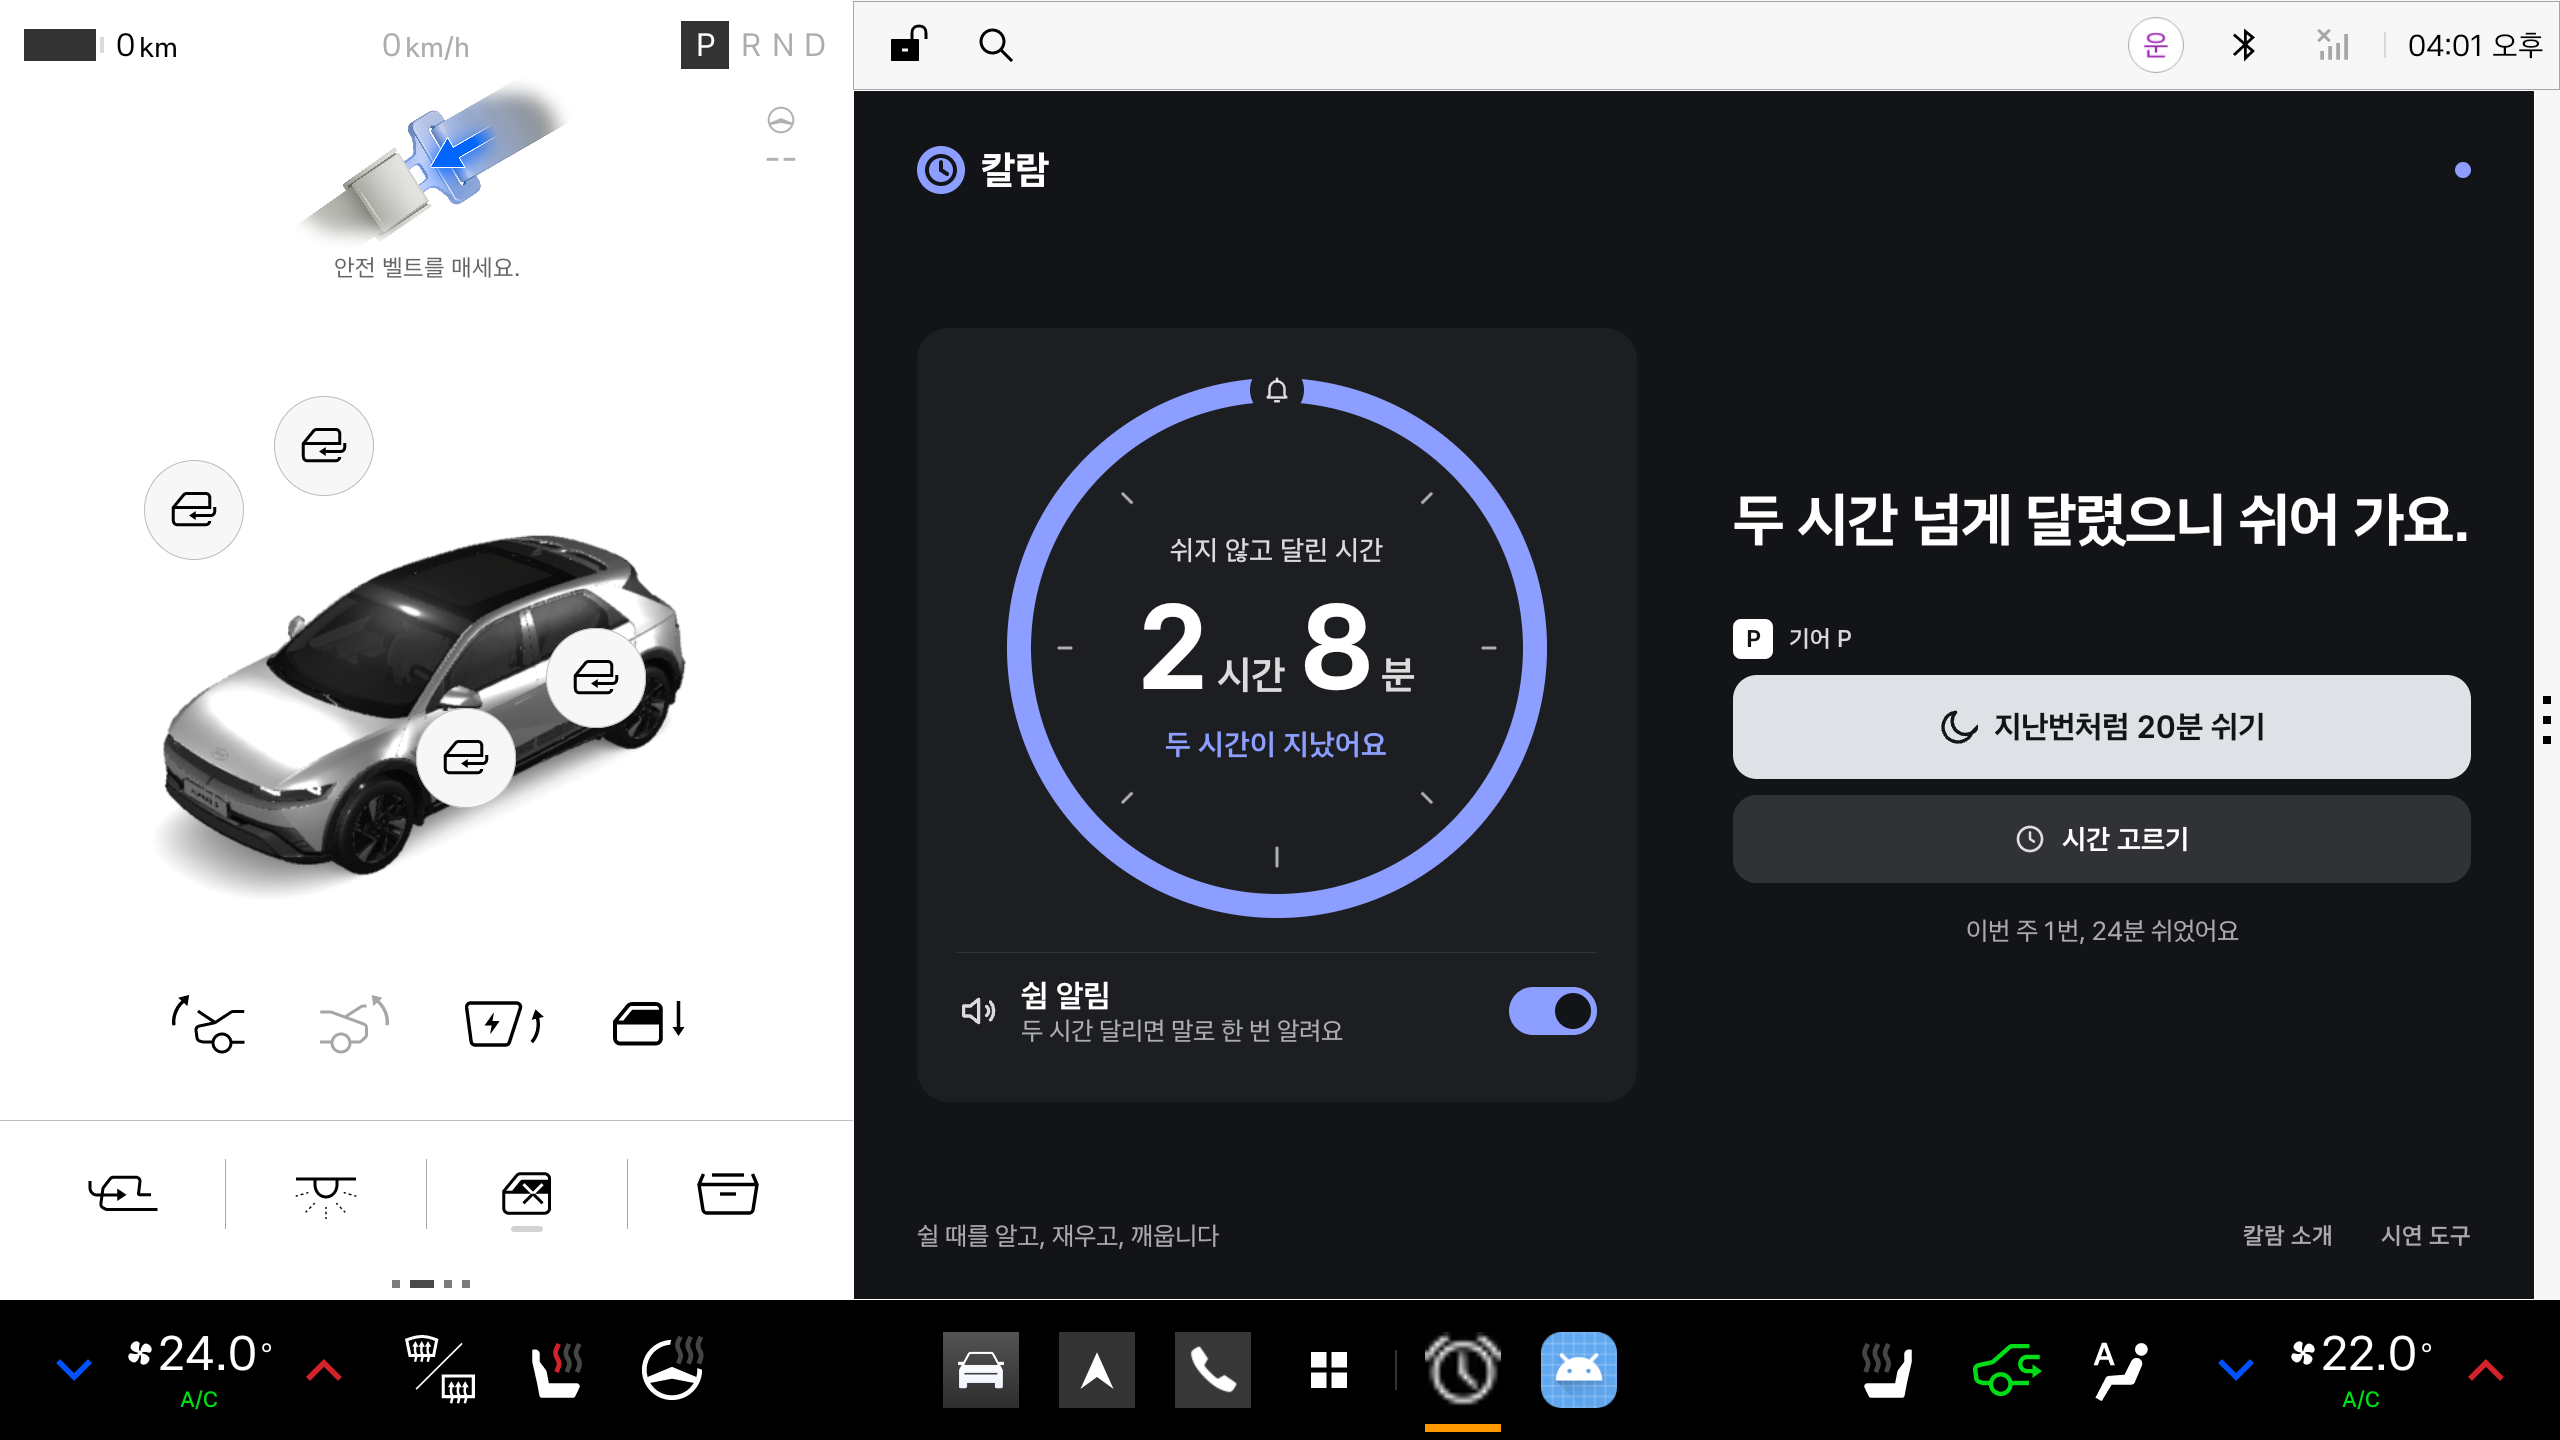 0 km
0 km/h
P R N D
안전 벨트를 매세요.
운
04:01 오후
칼람
쉬지 않고 달린 시간
2 시간 8 분
두 시간이 지났어요
쉼 알림
두 시간 달리면 말로 한 번 알려요
두 시간 넘게 달렸으니 쉬어 가요.
P 기어 P
지난번처럼 20분 쉬기
시간 고르기
이번 주 1번, 24분 쉬었어요
쉴 때를 알고, 재우고, 깨웁니다
칼람 소개
시연 도구
24.0°
A/C
A
22.0°
A/C